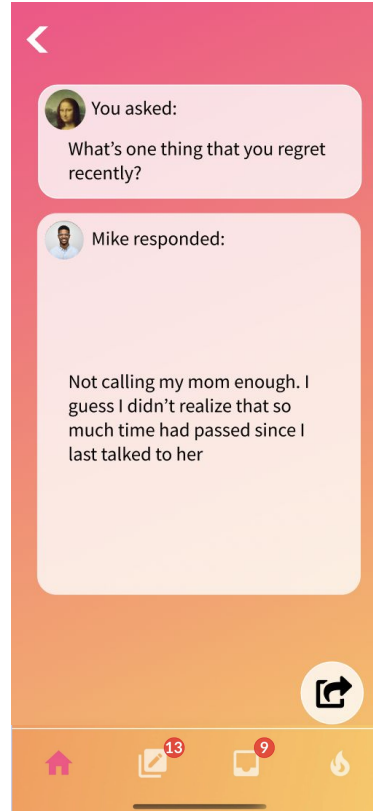 You asked:
What’s one thing that you regret
recently?
Mike responded:
Not calling my mom enough. I
guess I didn’t realize that so
much time had passed since I
last talked to her
13
9